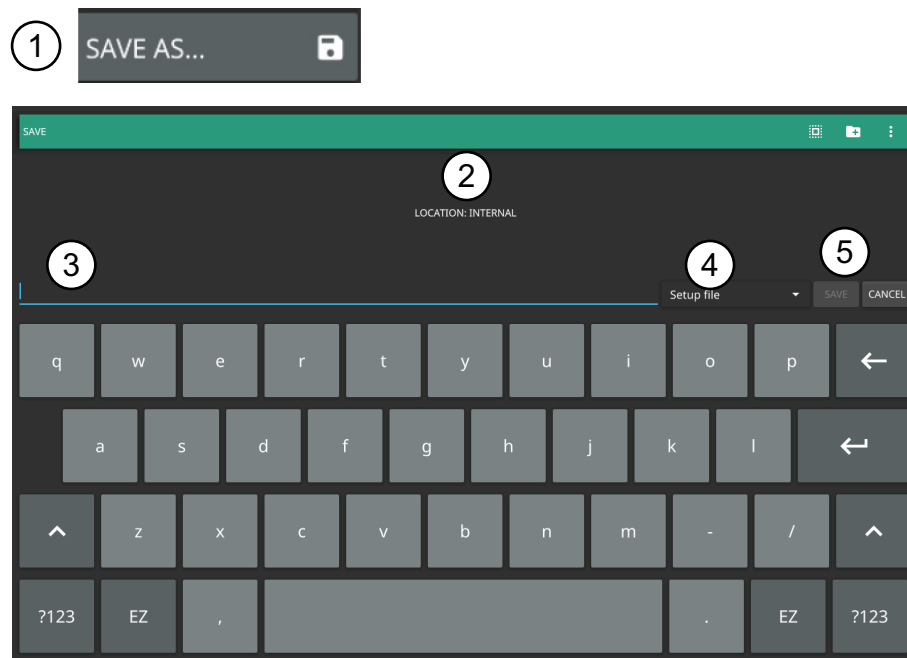 1 SAVE AS...
SAVE
2
LOCATION: INTERNAL
3 4 5
Setup file SAVE CANCEL
q w e r t y u i o p
a s d f g h j k l
z x c v b n m - /
?123 EZ , . EZ ?123